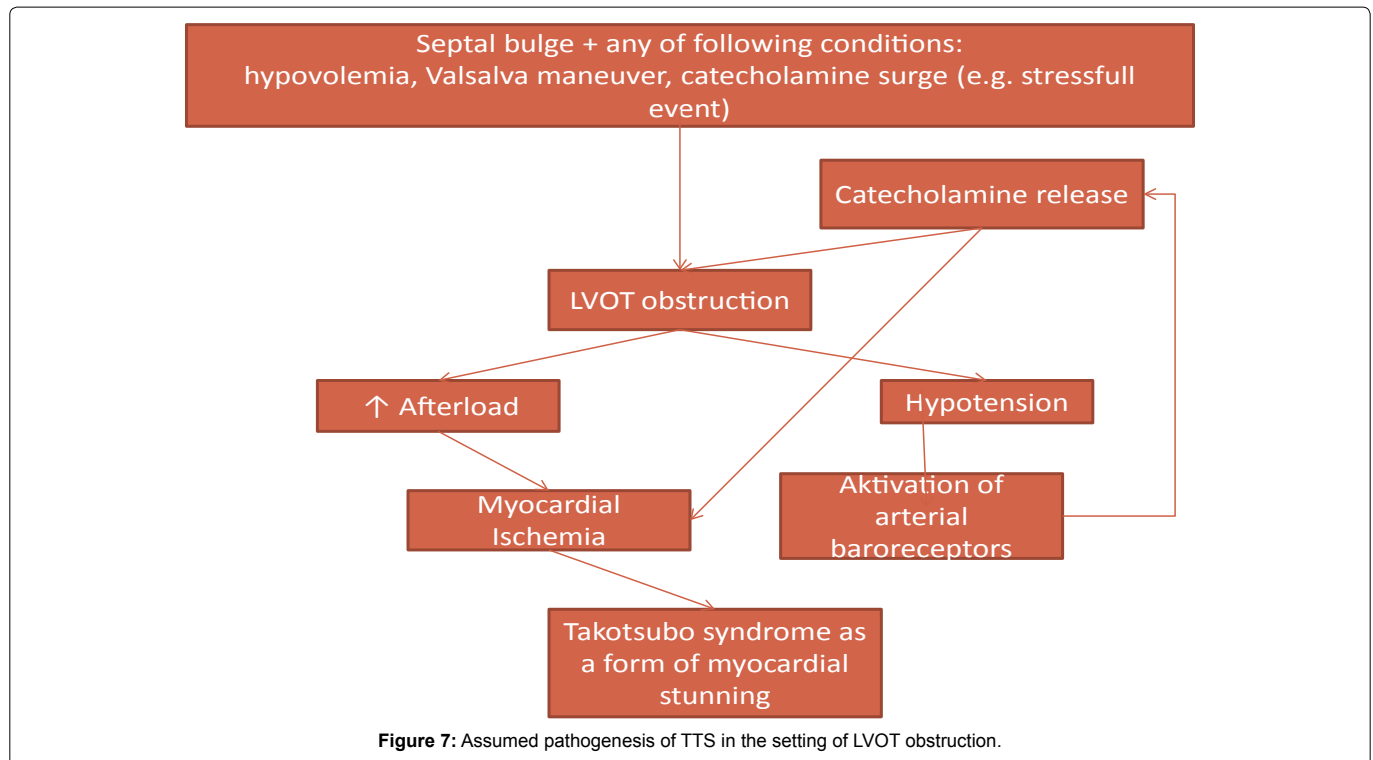 Septal bulge + any of following conditions:
hypovolemia, Valsalva maneuver, catecholamine surge (e.g. stressfull
event)
Catecholamine release
LVOT obstruction
↑ Afterload
Hypotension
Myocardial
Ischemia
Aktivation of
arterial
baroreceptors
Takotsubo syndrome as
a form of myocardial
stunning
Figure 7: Assumed pathogenesis of TTS in the setting of LVOT obstruction.